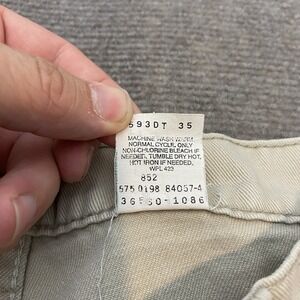 593DT 35
MACHINE WASH WARM.
NORMAL CYCLE. ONLY
NON-CHLORINE BLEACH IF
NEEDED. TUMBLE DRY HOT.
HOT IRON IF NEEDED.
WPL 423
852
575 0198 84057-4
36550-1086